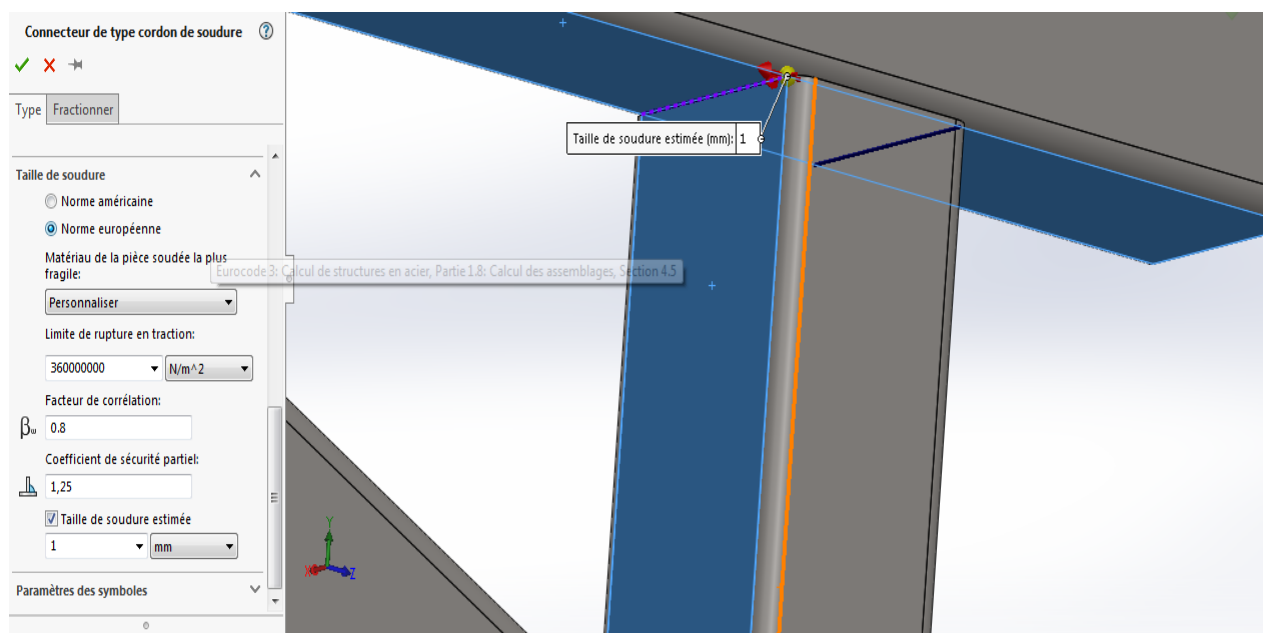 Connecteur de type cordon de soudure
Type Fractionner
Taille de soudure
Norme américaine
Norme européenne
Matériau de la pièce soudée la plus
fragile:
Eurocode 3: Calcul de structures en acier, Partie 1.8: Calcul des assemblages, Section 4.5
Personnaliser
Limite de rupture en traction:
360000000 N/m^2
Facteur de corrélation:
βw 0.8
Coefficient de sécurité partiel:
1,25
Taille de soudure estimée
1 mm
Paramètres des symboles
Taille de soudure estimée (mm): 1
Y
X Z